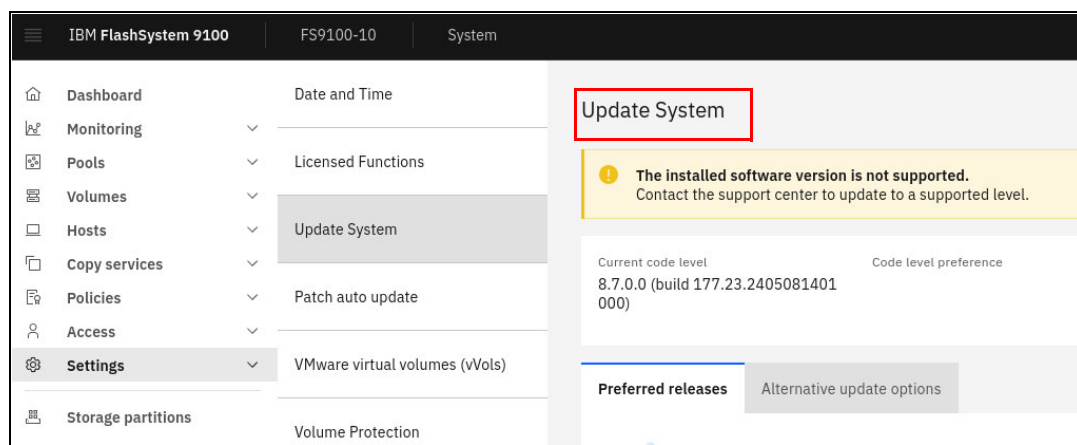 IBM FlashSystem 9100
FS9100-10
System
Dashboard
Monitoring
Pools
Volumes
Hosts
Copy services
Policies
Access
Settings
Storage partitions
Date and Time
Licensed Functions
Update System
Patch auto update
VMware virtual volumes (vVols)
Volume Protection
Update System
The installed software version is not supported.
Contact the support center to update to a supported level.
Current code level
8.7.0.0 (build 177.23.2405081401
000)
Code level preference
Preferred releases
Alternative update options